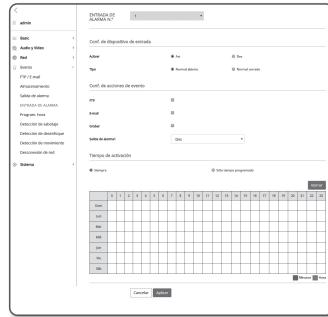 admin
Basic
Audio y Video
Red
Evento
FTP / E-mail
Almacenamiento
Salida de alarma
ENTRADA DE ALARMA
Program. hora
Detección de sabotaje
Detección de desenfoque
Detección de movimiento
Desconexión de red
Sistema
ENTRADA DE ALARMA N.º
1
Conf. de dispositivo de entrada
Activar
Tipo
Normal abierto
Normal cerrado
Conf. de acciones de evento
FTP
E-mail
Grabar
Salida de alarma1
Tiempo de activación
Siempre
Sólo tiempo programado
Borrar
0 1 2 3 4 5 6 7 8 9 10 11 12 13 14 15 16 17 18 19 20 21 22 23
Dom
Lun
Mar
Mié
Jue
Vie
Sáb
Minutos
Hora
Cancelar
Aplicar